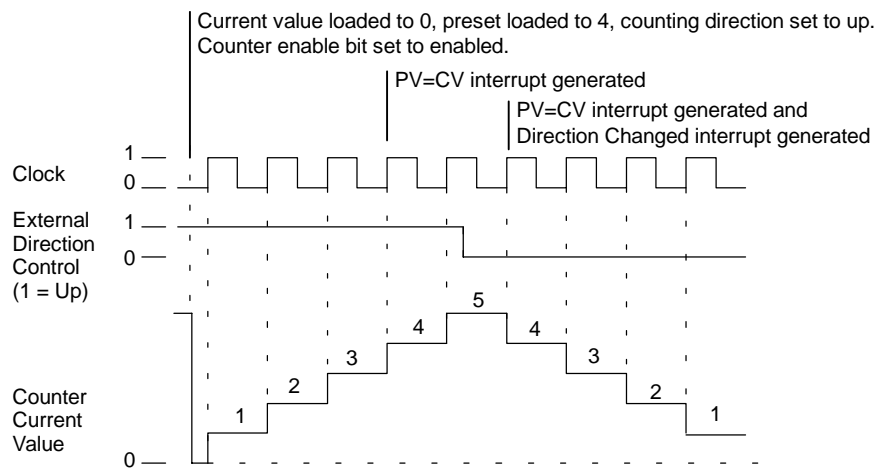 Current value loaded to 0, preset loaded to 4, counting direction set to up.
Counter enable bit set to enabled.
PV=CV interrupt generated
PV=CV interrupt generated and
Direction Changed interrupt generated
Clock
1
0
External
Direction
Control
(1 = Up)
1
0
Counter
Current
Value
0
1
2
3
4
5
4
3
2
1